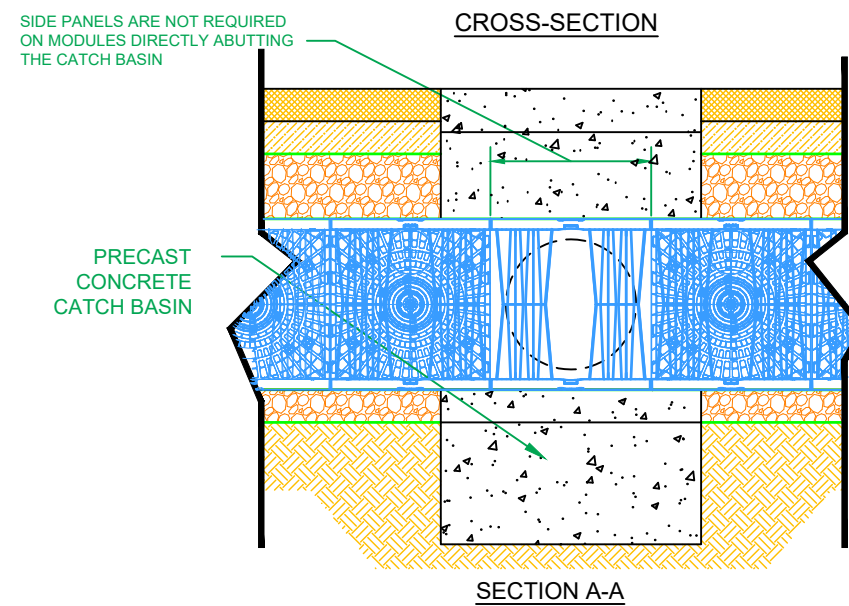 CROSS-SECTION
SIDE PANELS ARE NOT REQUIRED
ON MODULES DIRECTLY ABUTTING
THE CATCH BASIN
PRECAST
CONCRETE
CATCH BASIN
SECTION A-A